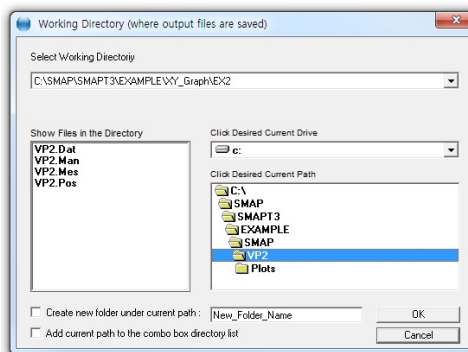 Working Directory (where output files are saved)
Select Working Directoriy
C:\SMAP\SMAPT3\EXAMPLE\XY_Graph\EX2
Show Files in the Directory
VP2.Dat
VP2.Man
VP2.Mes
VP2.Pos
Click Desired Current Drive
c:
Click Desired Current Path
C:\
SMAP
SMAPT3
EXAMPLE
SMAP
VP2
Plots
Create new folder under current path :
New_Folder_Name
OK
Add current path to the combo box directory list
Cancel